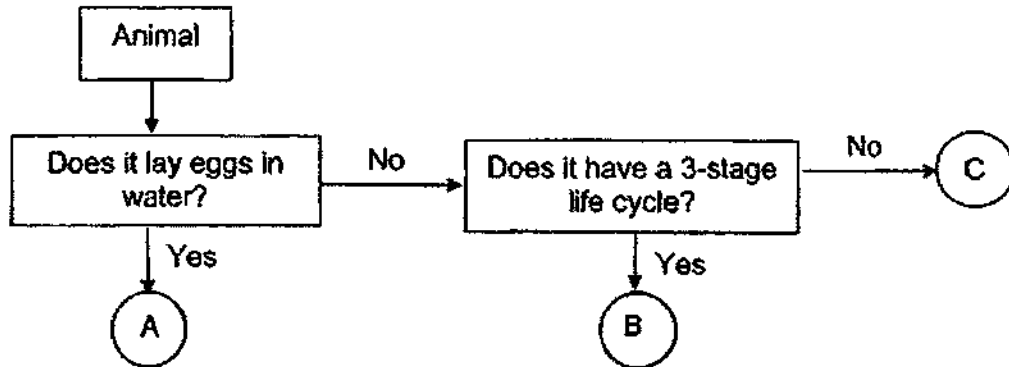 Animal
Does it lay eggs in
water?
No
Does it have a 3-stage
life cycle?
No
C
Yes
Yes
A
B